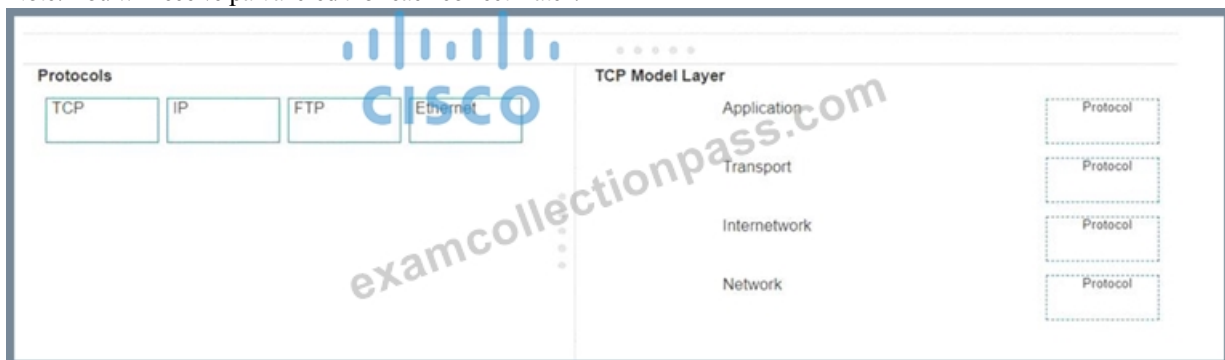 Protocols
TCP IP FTP Ethernet
CISCO
TCP Model Layer
Application Protocol
Transport Protocol
Internetwork Protocol
Network Protocol
examcollectionpass.com